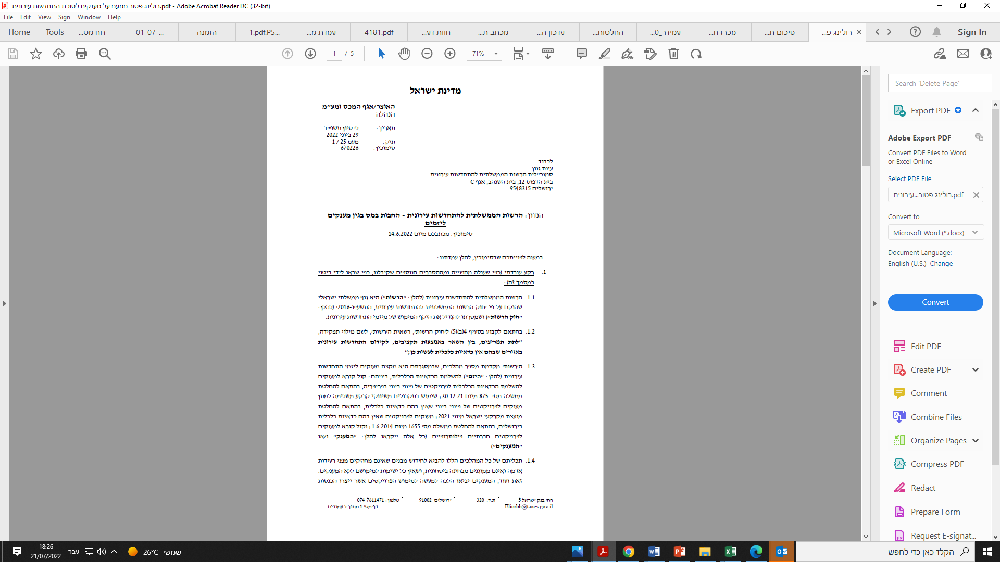 רולינג פטור ממעמ על מענקים לטובת התחדשות עירונית.pdf - Adobe Acrobat Reader DC (32-bit)
File Edit View Sign Window Help
Home Tools דוח מט... 01-07-... הזמנה 1.pdf.P5... עמדת מ... 4181.pdf חוות דע... מכתב ת... עדכון ה... החלטות... עמידר_0... מכרז ח... סיכום ת... רולינג פ... Sign In
1 / 5 71%
מדינת ישראל
האוצר/אגף המכס ומע״מ
הנהלה
תאריך : ל׳ סיון תשפ״ב
29 ביוני 2022
תיק : מעמ 25 / 1
סימוכין : 670226
לכבוד
עינת גנון
סמנכ״לית הרשות הממשלתית להתחדשות עירונית
בית הדפוס 12, בית השנהב, אגף C
ירושלים 9548315
הנדון : הרשות הממשלתית להתחדשות עירונית - החבות במס בגין מענקים
ליזמים
סימוכין : מכתבכם מיום 14.6.2022
במענה לפנייתכם שבסימוכין, להלן עמדתנו :
1. רקע עובדתי (כפי שעולה מהפנייה ומההסברים הנוספים שקיבלנו, כפי שבאו לידי ביטוי
במסמך זה) :
1.1. הרשות הממשלתית להתחדשות עירונית (להלן : ״הרשות״) היא גוף ממשלתי ישראלי
שהוקם על פי ׳חוק הרשות הממשלתית להתחדשות עירונית, התשע״ו-2016׳ (להלן :
״חוק הרשות״) ושמטרתו להגדיל את היקף המימוש של מיזמי התחדשות עירונית.
1.2. בהתאם לקבוע בסעיף 4(ב)(5) ל׳חוק הרשות׳, רשאית ה׳רשות׳, לשם מילוי תפקידה,
״לתת תמריצים, בין השאר באמצעות תקציבים, לקידום התחדשות עירונית
באזורים שבהם אין כדאיות כלכלית לעשות כן;״
1.3. ה׳רשות׳ מקדמת מספר מהלכים, שבמסגרתם היא מקצה מענקים ליזמי התחדשות
עירונית (להלן : ״היזם״) להשלמת הכדאיות הכלכלית, ביניהם: קול קורא למענקים
להשלמת הכדאיות הכלכלית לפרויקטים של פינוי בינוי בפריפריה, בהתאם להחלטת
ממשלה מס׳ 875 מיום 30.12.21 ; שימוש בתקבולים משיווקי קרקע משלימה למתן
מענקים לפרויקטים של פינוי בינוי שאין בהם כדאיות כלכלית, בהתאם להחלטת
מועצת מקרקעי ישראל מיוני 2021 ; מענקים לפרויקטים שאין בהם כדאיות כלכלית
בירושלים, בהתאם להחלטת ממשלה מס׳ 1655 מיום 1.6.2014 ; וקול קורא למענקים
לפרויקטים חברתיים פילנתרופיים (כל אלה ייקראו להלן: ״המענק״ ו/או
״המענקים״).
1.4. תכליתם של כל המהלכים הללו להביא לחידוש מבנים שאינם מחוזקים מפני רעידות
אדמה ואינם ממוגנים מבחינה ביטחונית, ושאין כל ישימות למימושם ללא המענקים.
זאת ועוד, המענקים יביאו הלכה למעשה למימוש הפרויקטים אשר ייצרו הכנסות
רח׳ בנק ישראל 5 ת.ד. 320 ירושלים 91002 טלפון : 074-7611471
Eliorbh@taxes.gov.il דף מס׳ 1 מתוך 5 עמודים
Search 'Delete Page'
Export PDF
Adobe Export PDF
Convert PDF Files to Word
or Excel Online
Select PDF File
רולינג פטור...עירונית.pdf
Convert to
Microsoft Word (*.docx)
Document Language:
English (U.S.) Change
Convert
Edit PDF
Create PDF
Comment
Combine Files
Organize Pages
Compress PDF
Redact
Prepare Form
Request E-signat...
18:26
21/07/2022
עבר
26°C שמשי
הקלד כאן כדי לחפש